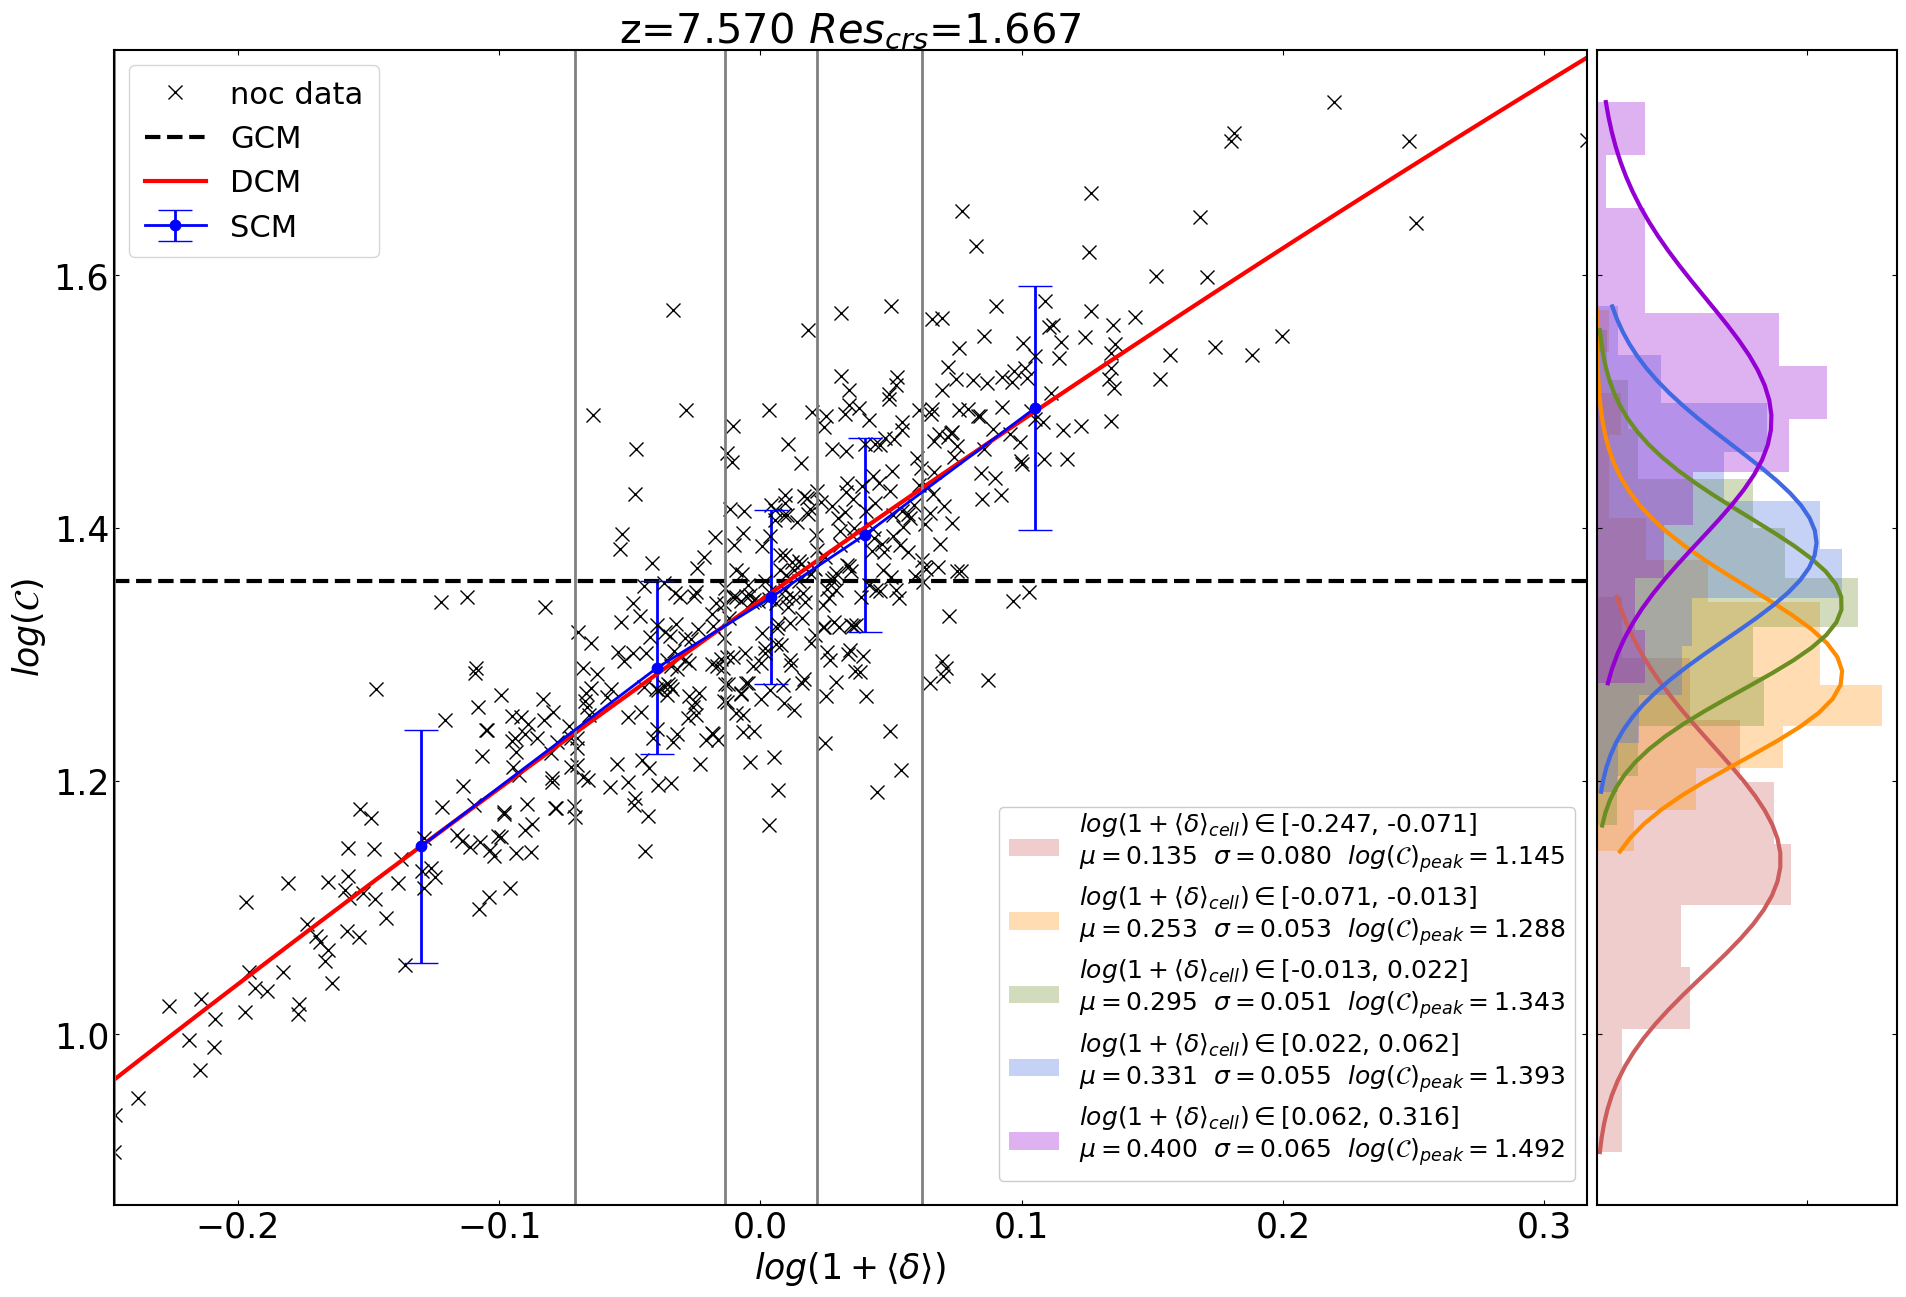 z=7.570 Res_crs=1.667
noc data
GCM
DCM
SCM
log(𝒞)
1.6
1.4
1.2
1.0
log(1 + ⟨δ⟩_cell) ∈ [-0.247, -0.071]
μ = 0.135 σ = 0.080 log(𝒞)_peak = 1.145
log(1 + ⟨δ⟩_cell) ∈ [-0.071, -0.013]
μ = 0.253 σ = 0.053 log(𝒞)_peak = 1.288
log(1 + ⟨δ⟩_cell) ∈ [-0.013, 0.022]
μ = 0.295 σ = 0.051 log(𝒞)_peak = 1.343
log(1 + ⟨δ⟩_cell) ∈ [0.022, 0.062]
μ = 0.331 σ = 0.055 log(𝒞)_peak = 1.393
log(1 + ⟨δ⟩_cell) ∈ [0.062, 0.316]
μ = 0.400 σ = 0.065 log(𝒞)_peak = 1.492
−0.2 −0.1 0.0 0.1 0.2 0.3
log(1 + ⟨δ⟩)